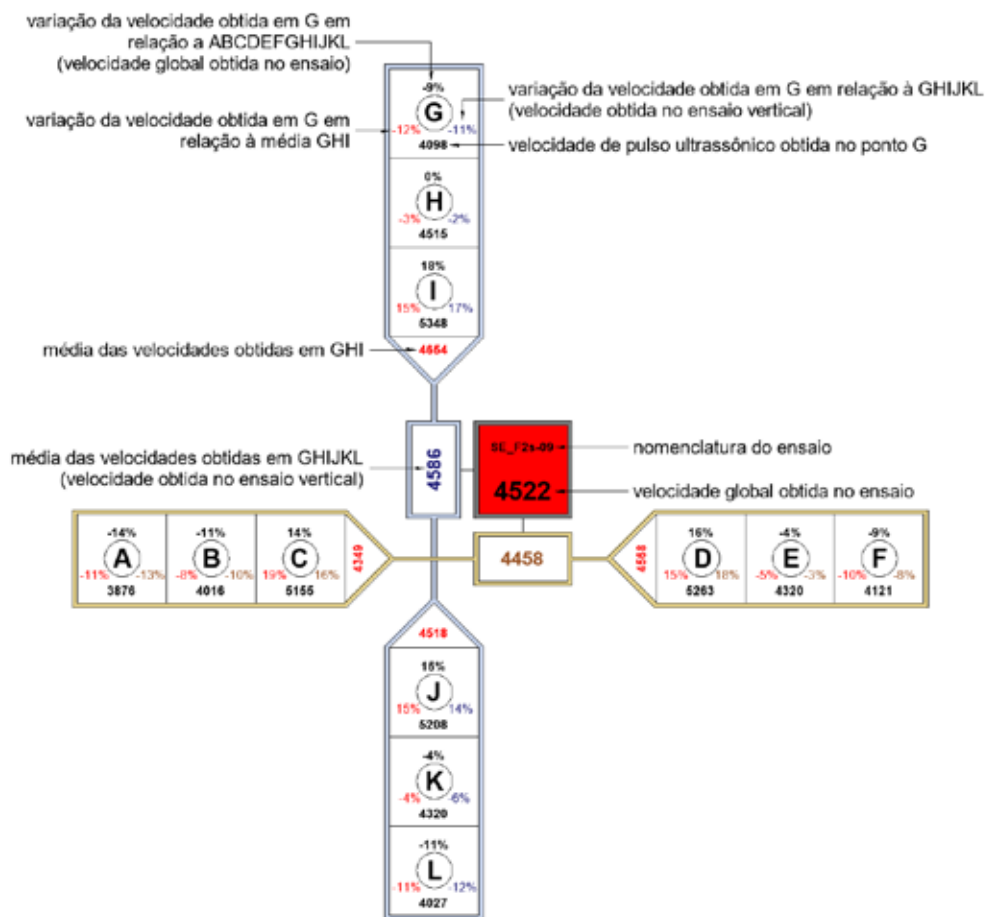 variação da velocidade obtida em G em
relação a ABCDEFGHIJKL
(velocidade global obtida no ensaio)
variação da velocidade obtida em G em
relação à média GHI
variação da velocidade obtida em G em relação à GHIJKL
(velocidade obtida no ensaio vertical)
velocidade de pulso ultrassônico obtida no ponto G
-9%
G
-12% -11%
4098
0%
H
-3% -2%
4515
18%
I
15% 17%
5348
média das velocidades obtidas em GHI
4654
média das velocidades obtidas em GHIJKL
(velocidade obtida no ensaio vertical)
4586
SE_F2s-09
4522
nomenclatura do ensaio
velocidade global obtida no ensaio
-14% -11% 14%
A B C
-11% -13% -8% -10% 19% 16%
3876 4016 5155
4349
4458
4568
16% -4% -9%
D E F
15% 18% -5% -3% -10% -8%
5263 4320 4121
4518
15%
J
15% 14%
5208
-4%
K
-4% -6%
4320
-11%
L
-11% -12%
4027